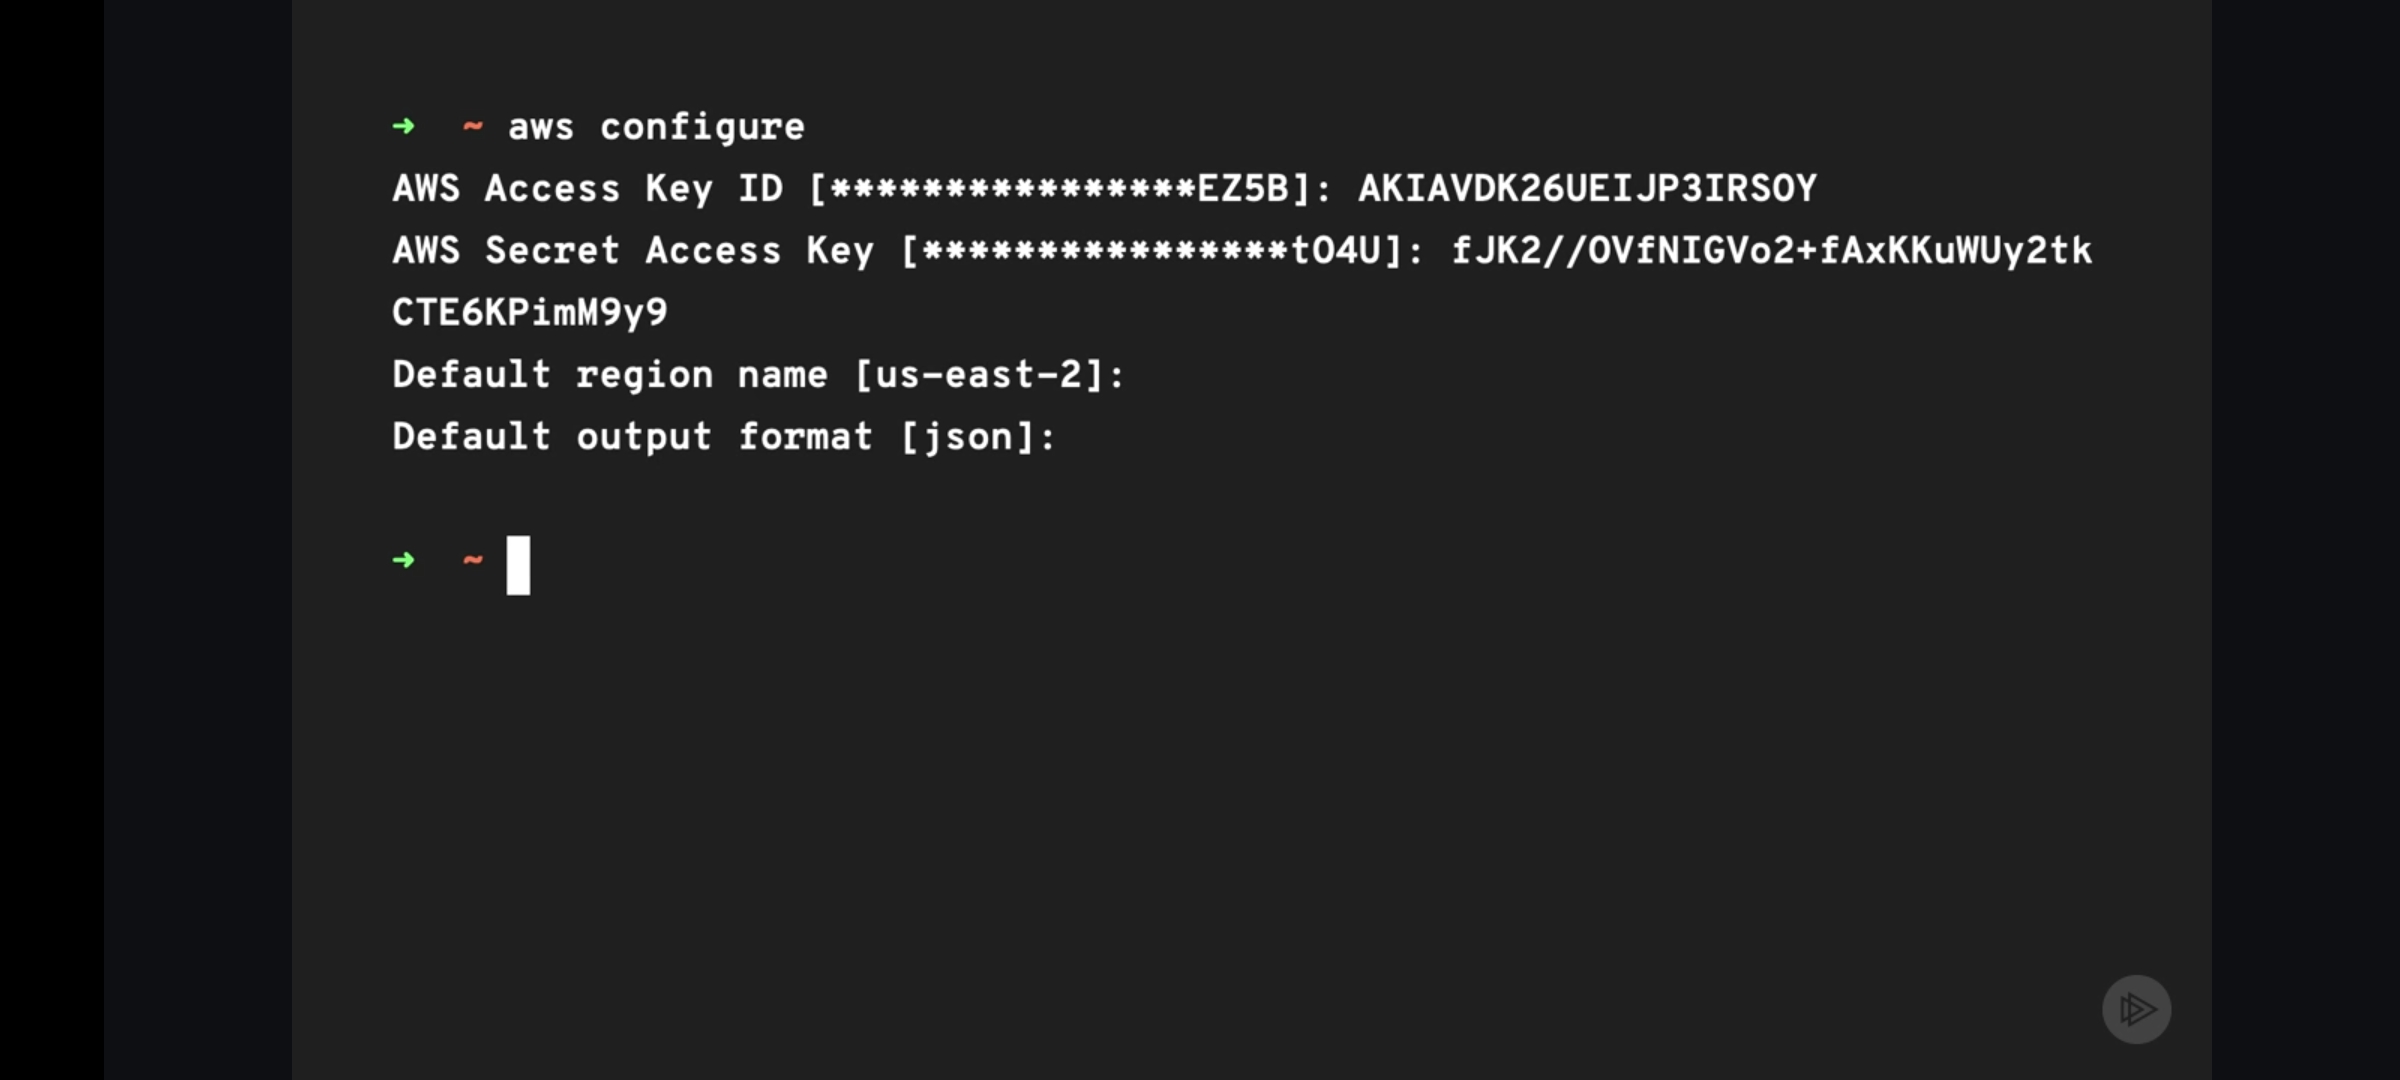 ➜ ~ aws configure
AWS Access Key ID [****************EZ5B]: AKIAVDK26UEIJP3IRSOY
AWS Secret Access Key [****************tO4U]: fJK2//OVfNIGVo2+fAxKKuWUy2tk
CTE6KPimM9y9
Default region name [us-east-2]:
Default output format [json]:
➜ ~